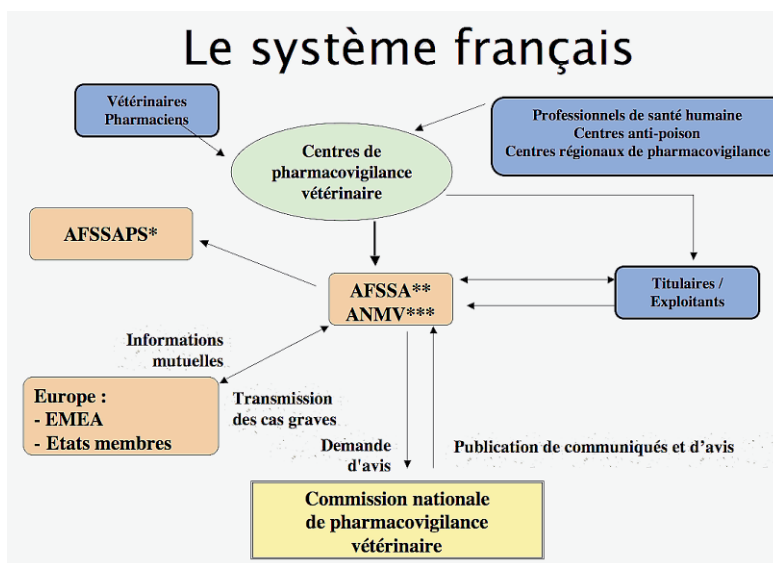 Le système français
Vétérinaires
Pharmaciens
Professionnels de santé humaine
Centres anti-poison
Centres régionaux de pharmacovigilance
Centres de
pharmacovigilance
vétérinaire
AFSSAPS*
AFSSA**
ANMV***
Titulaires /
Exploitants
Informations
mutuelles
Europe :
- EMEA
- Etats membres
Transmission
des cas graves
Demande
d'avis
Publication de communiqués et d'avis
Commission nationale
de pharmacovigilance
vétérinaire